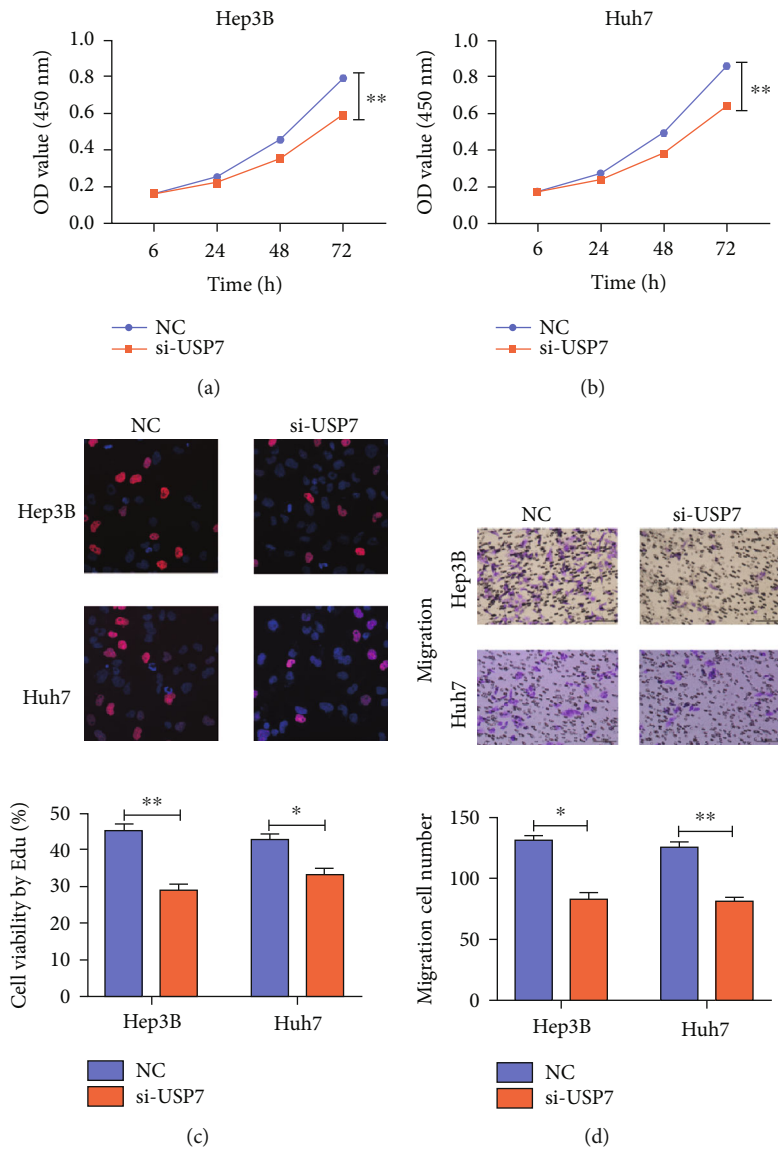 Hep3B
1.0
0.8
0.6
0.4
0.2
0.0
OD value (450 nm)
**
6 24 48 72
Time (h)
NC
si-USP7
(a)
Huh7
1.0
0.8
0.6
0.4
0.2
0.0
OD value (450 nm)
**
6 24 48 72
Time (h)
NC
si-USP7
(b)
NC si-USP7
Hep3B
Huh7
50
40
30
20
10
0
Cell viability by Edu (%)
** *
Hep3B Huh7
NC
si-USP7
(c)
NC si-USP7
Migration
Hep3B
Huh7
150
100
50
0
Migration cell number
* **
Hep3B Huh7
NC
si-USP7
(d)